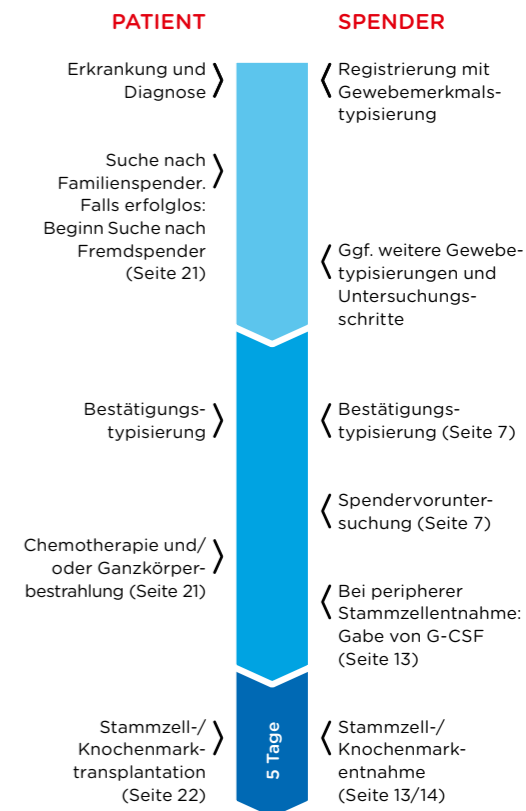 PATIENT
SPENDER
Erkrankung und
Diagnose
Registrierung mit
Gewebemerkmals-
typisierung
Suche nach
Familienspender.
Falls erfolglos:
Beginn Suche nach
Fremdspender
(Seite 21)
Ggf. weitere Gewebe-
typisierungen und
Untersuchungs-
schritte
Bestätigungs-
typisierung
Bestätigungs-
typisierung (Seite 7)
Spendervorunter-
suchung (Seite 7)
Chemotherapie und/
oder Ganzkörper-
bestrahlung (Seite 21)
Bei peripherer
Stammzellentnahme:
Gabe von G-CSF
(Seite 13)
Stammzell-/
Knochenmark-
transplantation
(Seite 22)
5 Tage
Stammzell-/
Knochenmark-
entnahme
(Seite 13/14)